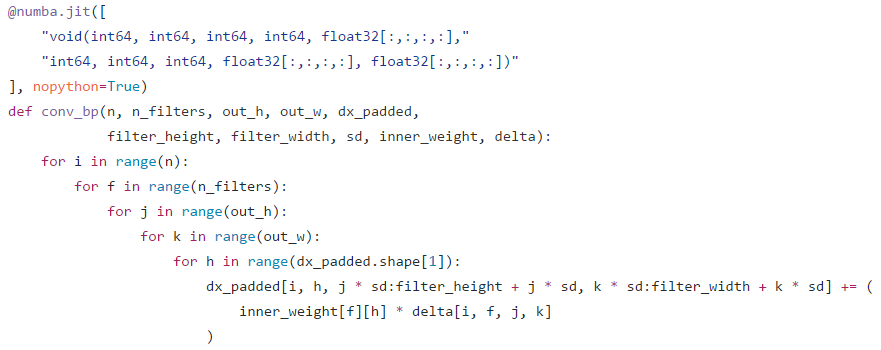 @numba.jit([
    "void(int64, int64, int64, int64, float32[:,:,:,:],"
    "int64, int64, int64, float32[:,:,:,:], float32[:,:,:,:])"
], nopython=True)
def conv_bp(n, n_filters, out_h, out_w, dx_padded,
            filter_height, filter_width, sd, inner_weight, delta):
    for i in range(n):
        for f in range(n_filters):
            for j in range(out_h):
                for k in range(out_w):
                    for h in range(dx_padded.shape[1]):
                        dx_padded[i, h, j * sd:filter_height + j * sd, k * sd:filter_width + k * sd] += (
                            inner_weight[f][h] * delta[i, f, j, k]
                        )